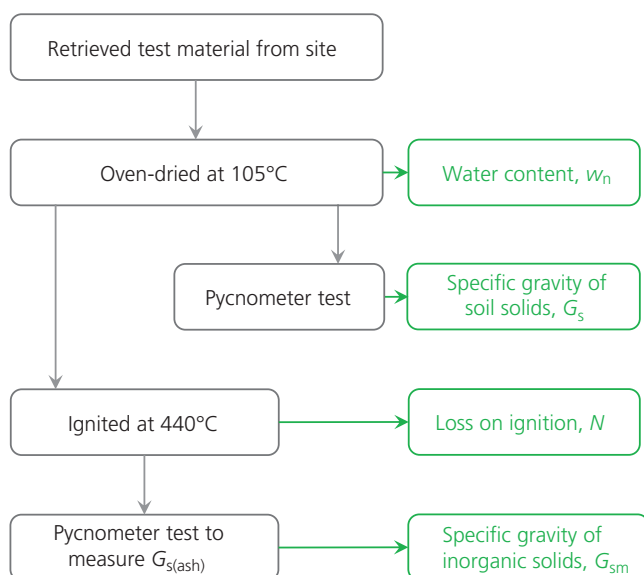 Retrieved test material from site
Oven-dried at 105°C
Water content, wn
Pycnometer test
Specific gravity of
soil solids, Gs
Ignited at 440°C
Loss on ignition, N
Pycnometer test to
measure Gs(ash)
Specific gravity of
inorganic solids, Gsm